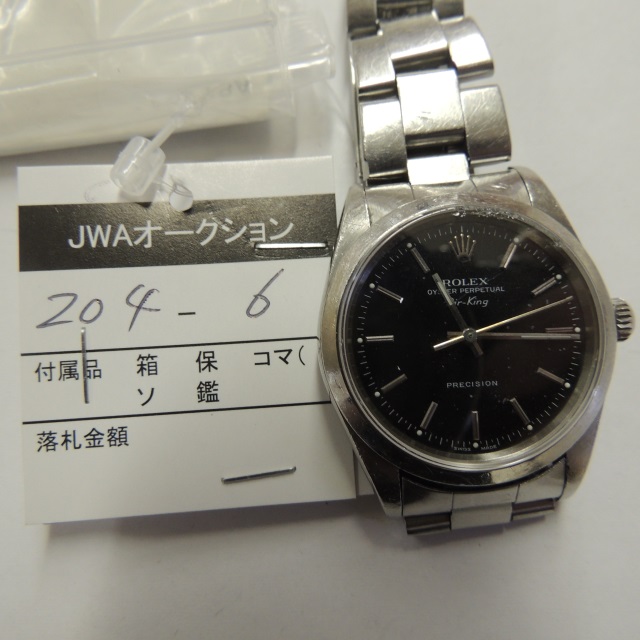 JWAオークション
204-6
付属品 箱 保 コマ(
ソ 鑑
落札金額
ROLEX
OYSTER PERPETUAL
Air-King
PRECISION